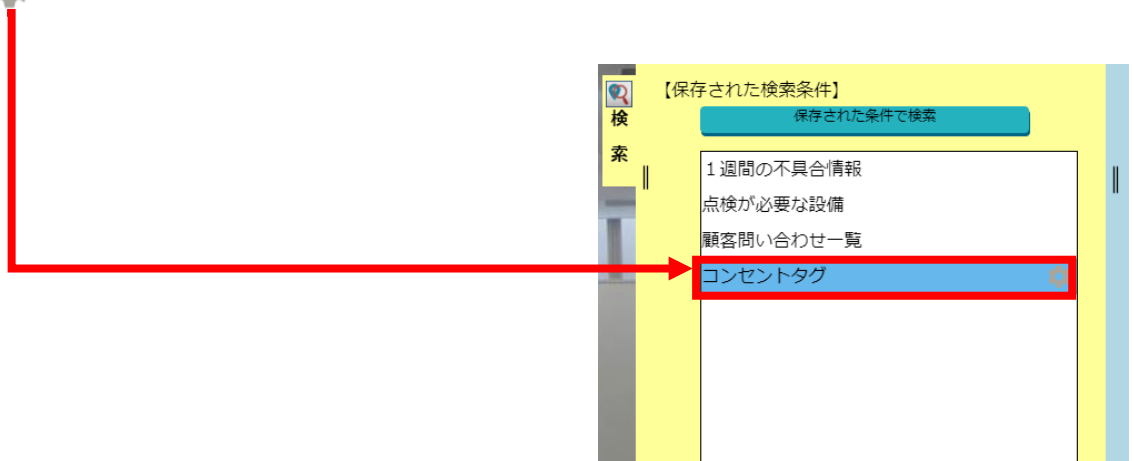 【保存された検索条件】
保存された条件で検索
検索
１週間の不具合情報
点検が必要な設備
顧客問い合わせ一覧
コンセントタグ